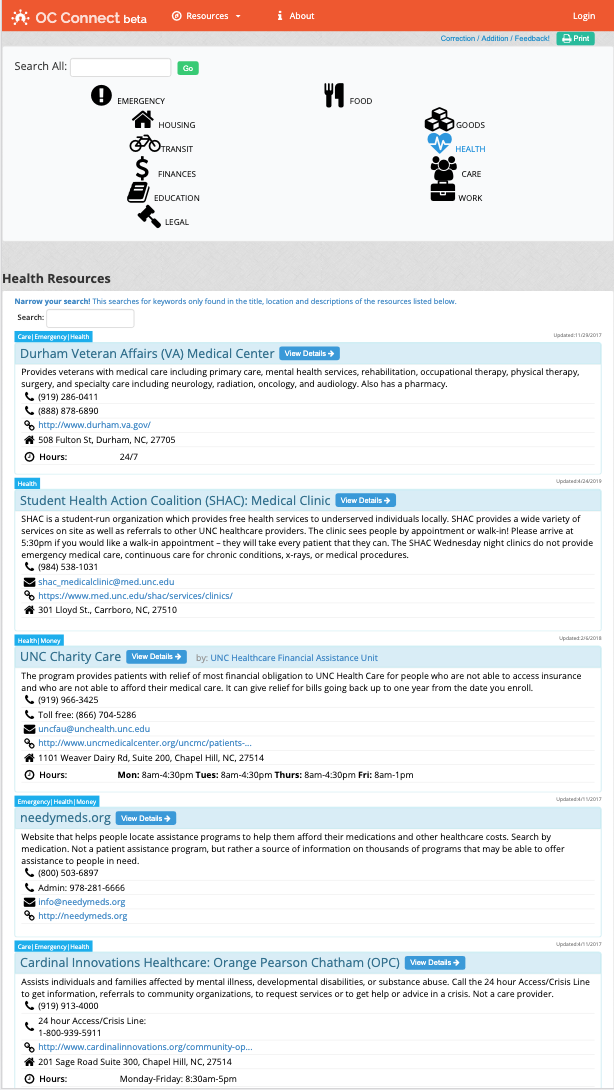 OC Connect beta
Resources
About
Login
Correction / Addition / Feedback!
Print
Search All:
Go
EMERGENCY
FOOD
HOUSING
GOODS
TRANSIT
HEALTH
FINANCES
CARE
EDUCATION
WORK
LEGAL
Health Resources
Narrow your search! This searches for keywords only found in the title, location and descriptions of the resources listed below.
Search:
Care|Emergency|Health
Updated:11/29/2017
Durham Veteran Affairs (VA) Medical Center View Details
Provides veterans with medical care including primary care, mental health services, rehabilitation, occupational therapy, physical therapy,
surgery, and specialty care including neurology, radiation, oncology, and audiology. Also has a pharmacy.
(919) 286-0411
(888) 878-6890
http://www.durham.va.gov/
508 Fulton St, Durham, NC, 27705
Hours: 24/7
Health
Updated:4/24/2019
Student Health Action Coalition (SHAC): Medical Clinic View Details
SHAC is a student-run organization which provides free health services to underserved individuals locally. SHAC provides a wide variety of
services on site as well as referrals to other UNC healthcare providers. The clinic sees people by appointment or walk-in! Please arrive at
5:30pm if you would like a walk-in appointment – they will take every patient that they can. The SHAC Wednesday night clinics do not provide
emergency medical care, continuous care for chronic conditions, x-rays, or medical procedures.
(984) 538-1031
shac_medicalclinic@med.unc.edu
https://www.med.unc.edu/shac/services/clinics/
301 Lloyd St., Carrboro, NC, 27510
Health|Money
Updated:2/6/2018
UNC Charity Care View Details by: UNC Healthcare Financial Assistance Unit
The program provides patients with relief of most financial obligation to UNC Health Care for people who are not able to access insurance
and who are not able to afford their medical care. It can give relief for bills going back up to one year from the date you enroll.
(919) 966-3425
Toll free: (866) 704-5286
uncfau@unchealth.unc.edu
http://www.uncmedicalcenter.org/uncmc/patients-...
1101 Weaver Dairy Rd, Suite 200, Chapel Hill, NC, 27514
Hours: Mon: 8am-4:30pm Tues: 8am-4:30pm Thurs: 8am-4:30pm Fri: 8am-1pm
Emergency|Health|Money
Updated:4/11/2017
needymeds.org View Details
Website that helps people locate assistance programs to help them afford their medications and other healthcare costs. Search by
medication. Not a patient assistance program, but rather a source of information on thousands of programs that may be able to offer
assistance to people in need.
(800) 503-6897
Admin: 978-281-6666
info@needymeds.org
http://needymeds.org
Care|Emergency|Health
Updated:4/11/2017
Cardinal Innovations Healthcare: Orange Pearson Chatham (OPC) View Details
Assists individuals and families affected by mental illness, developmental disabilities, or substance abuse. Call the 24 hour Access/Crisis Line
to get information, referrals to community organizations, to request services or to get help or advice in a crisis. Not a care provider.
(919) 913-4000
24 hour Access/Crisis Line:
1-800-939-5911
http://www.cardinalinnovations.org/community-op...
201 Sage Road Suite 300, Chapel Hill, NC, 27514
Hours: Monday-Friday: 8:30am-5pm